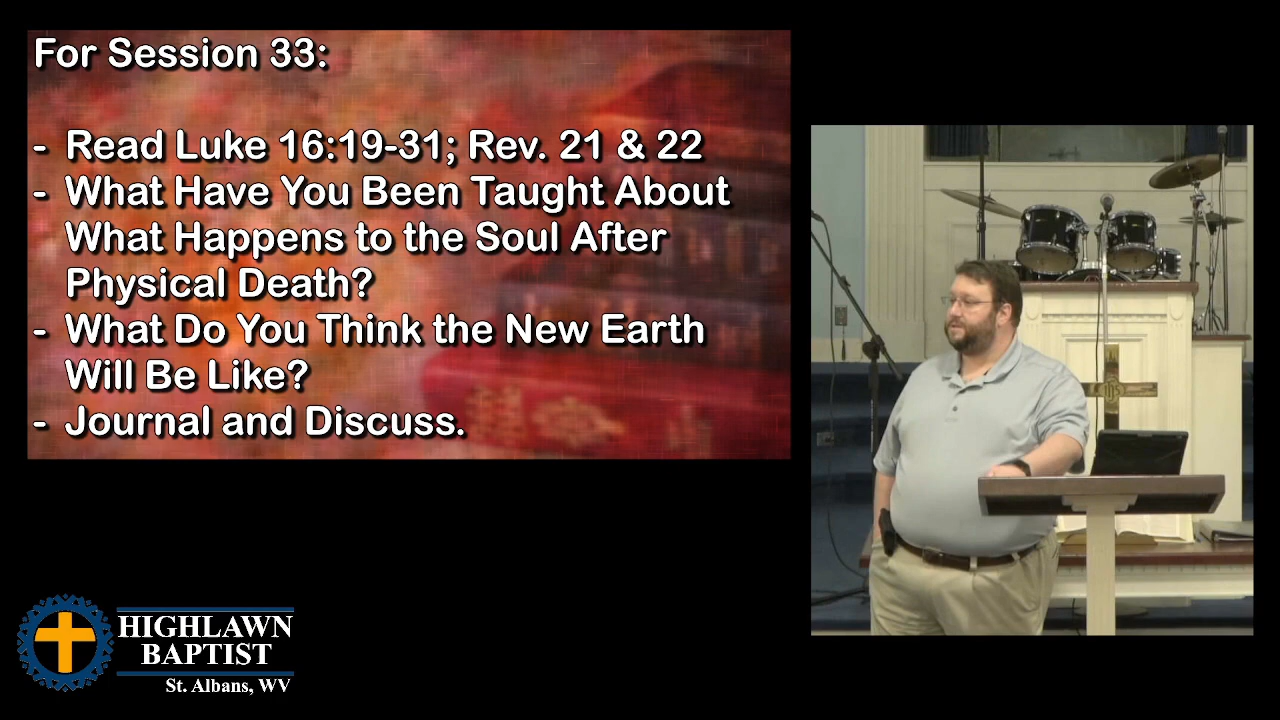 For Session 33:
- Read Luke 16:19-31; Rev. 21 & 22
- What Have You Been Taught About
What Happens to the Soul After
Physical Death?
- What Do You Think the New Earth
Will Be Like?
- Journal and Discuss.
HIGHLAWN
BAPTIST
St. Albans, WV